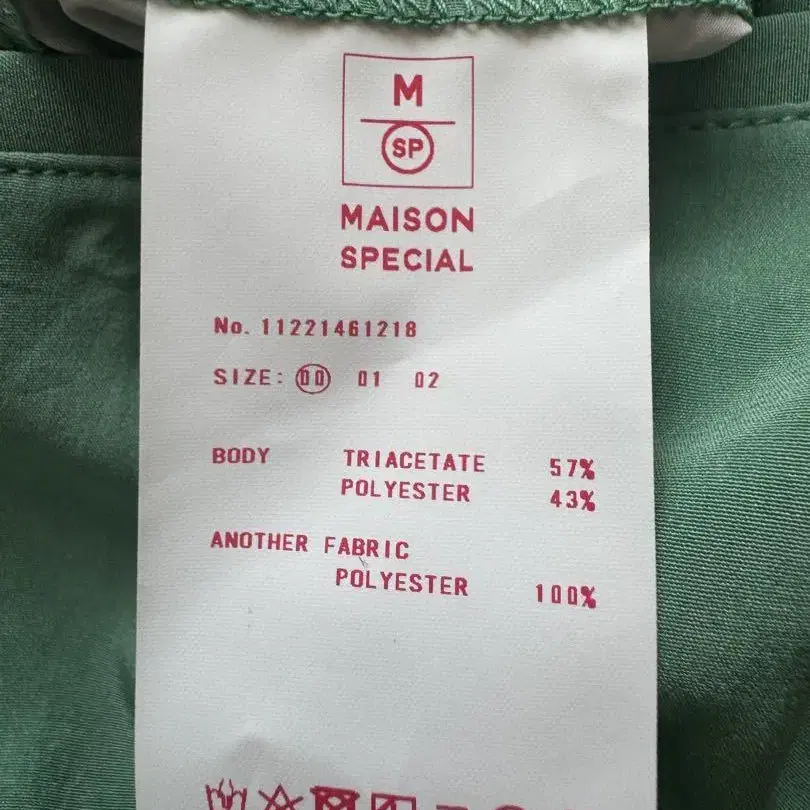 M
SP
MAISON
SPECIAL
No. 11221461218
SIZE: 00 01 02
BODY TRIACETATE 57%
POLYESTER 43%
ANOTHER FABRIC
POLYESTER 100%